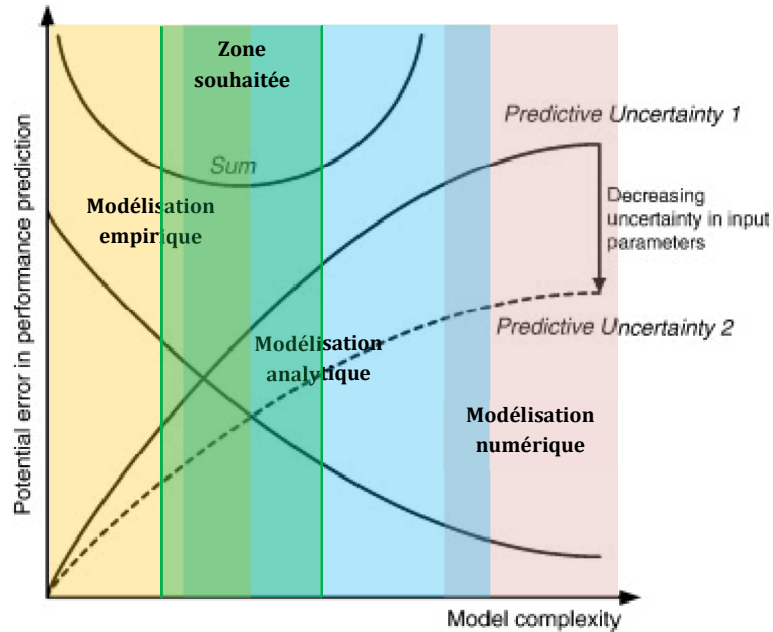 Zone
souhaitée
Predictive Uncertainty 1
Sum
Decreasing
uncertainty in input
parameters
Modélisation
empirique
Predictive Uncertainty 2
Modélisation
analytique
Modélisation
numérique
Potential error in performance prediction
Model complexity